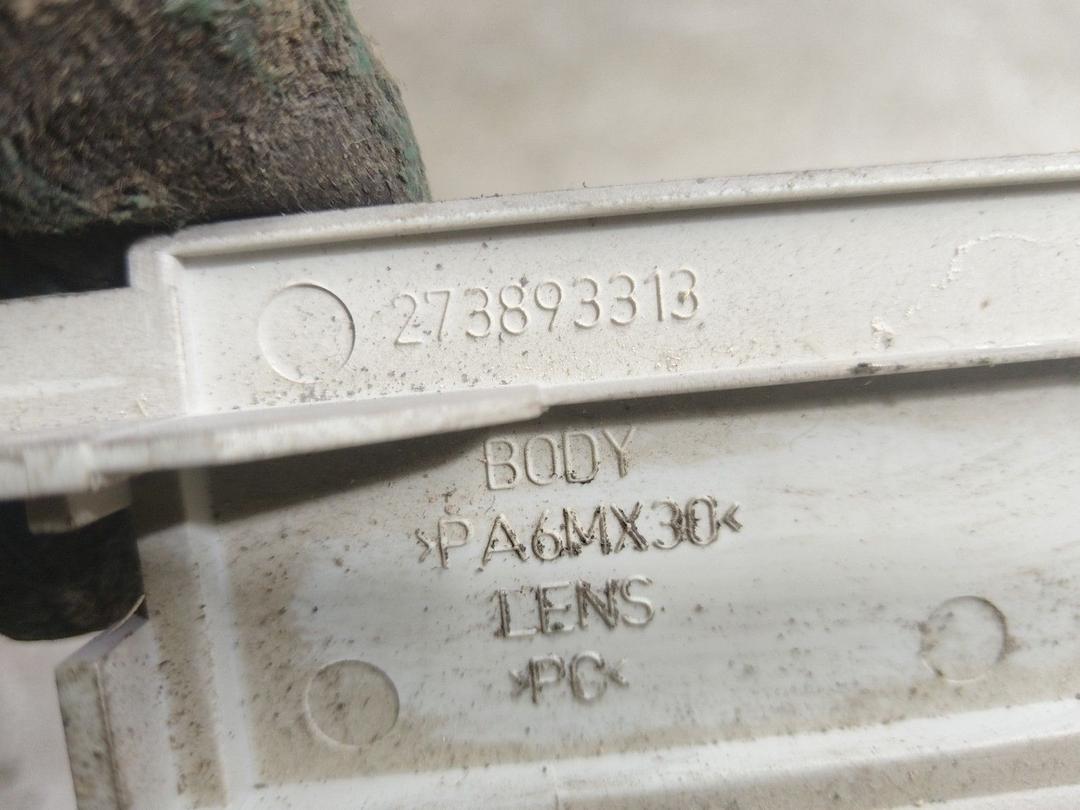 273893313
BODY
>PA6MX30<
LENS
>PC<